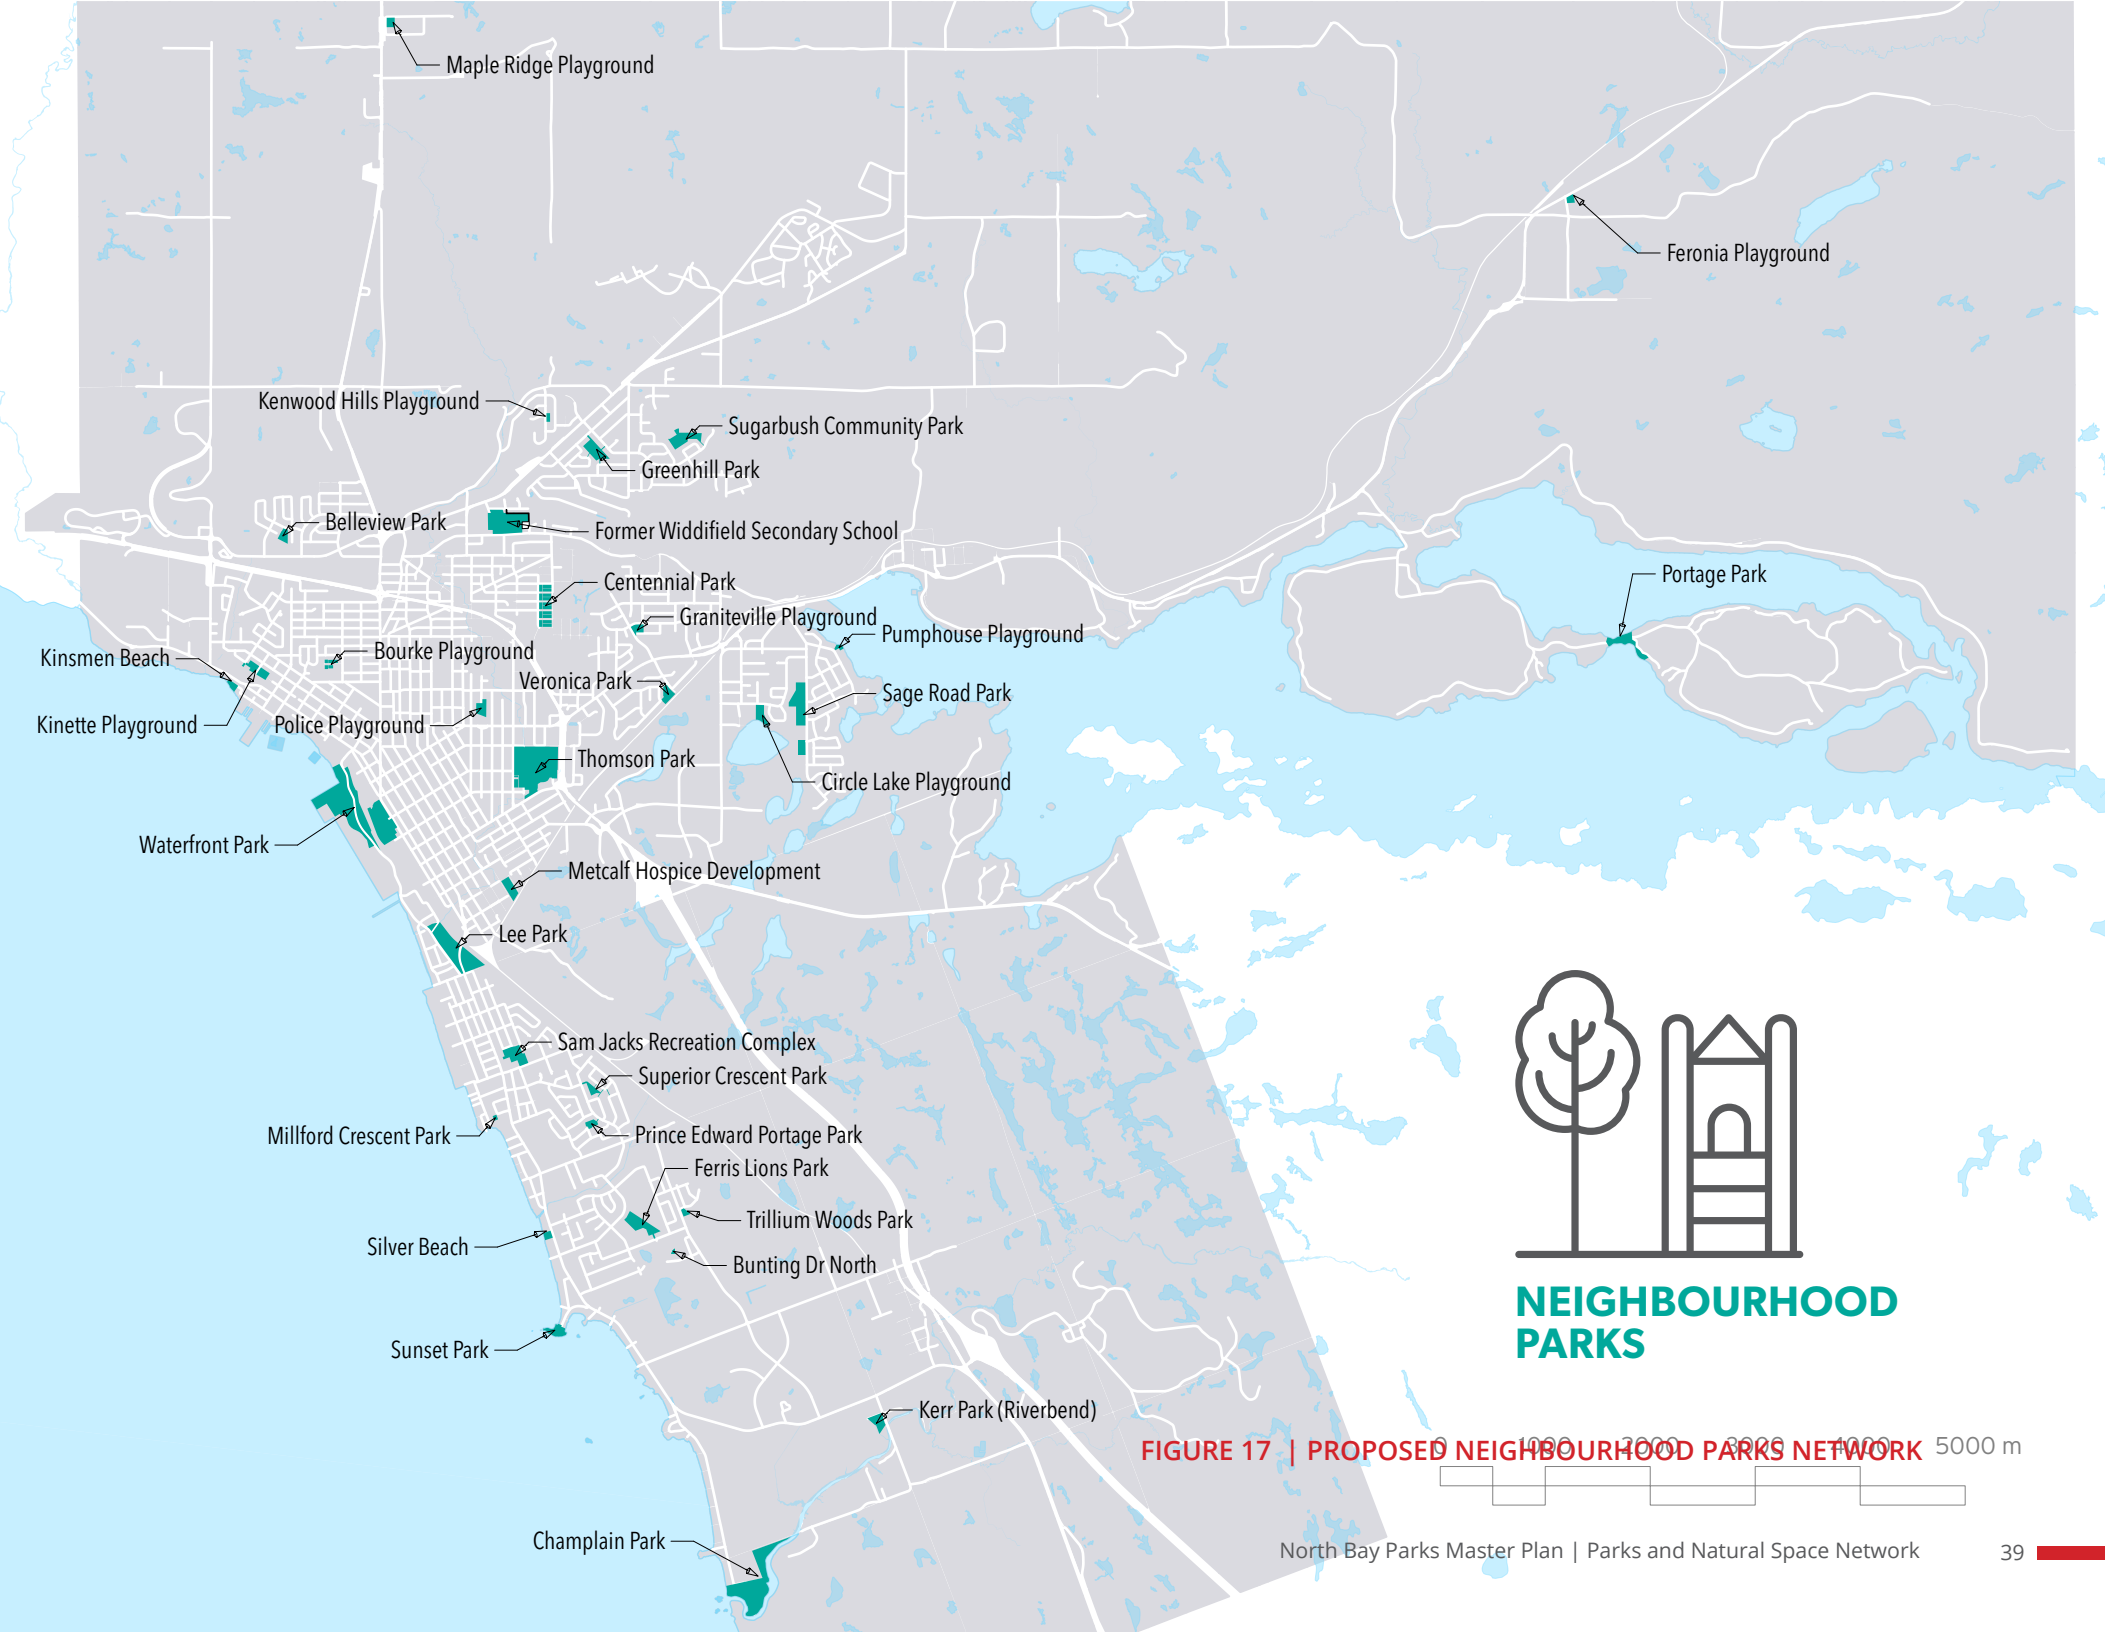 Maple Ridge Playground
Feronia Playground
Kenwood Hills Playground
Sugarbush Community Park
Greenhill Park
Belleview Park
Former Widdifield Secondary School
Portage Park
Centennial Park
Graniteville Playground
Pumphouse Playground
Kinsmen Beach
Bourke Playground
Veronica Park
Sage Road Park
Kinette Playground
Police Playground
Thomson Park
Circle Lake Playground
Waterfront Park
Metcalf Hospice Development
Lee Park
Sam Jacks Recreation Complex
Superior Crescent Park
Millford Crescent Park
Prince Edward Portage Park
Ferris Lions Park
Trillium Woods Park
Silver Beach
Bunting Dr North
NEIGHBOURHOOD
PARKS
Sunset Park
Kerr Park (Riverbend)
FIGURE 17 | PROPOSED NEIGHBOURHOOD PARKS NETWORK
0 1000 2000 3000 4000 5000 m
Champlain Park
North Bay Parks Master Plan | Parks and Natural Space Network 39